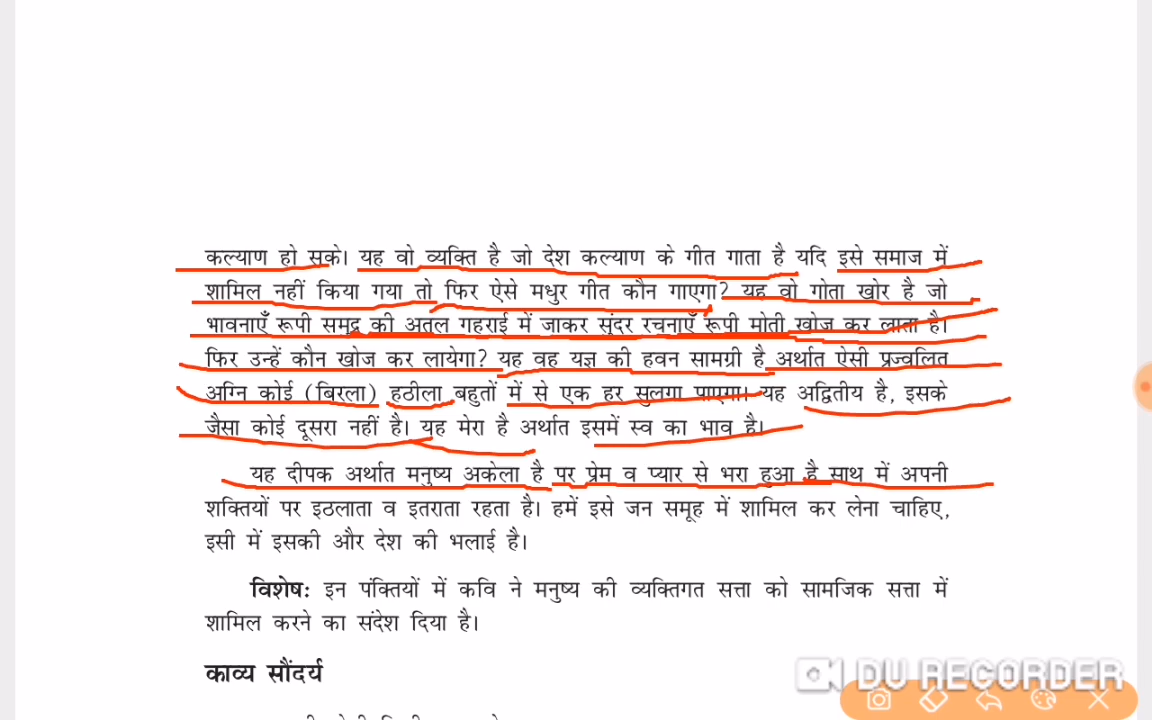 कल्याण हो सके। यह वो व्यक्ति है जो देश कल्याण के गीत गाता है यदि इसे समाज में
शामिल नहीं किया गया तो फिर ऐसे मधुर गीत कौन गाएगा? यह वो गोता खोर है जो
भावनाएँ रूपी समुद्र की अतल गहराई में जाकर सुंदर रचनाएँ रूपी मोती खोज कर लाता है।
फिर उन्हें कौन खोज कर लायेगा? यह वह यज्ञ की हवन सामग्री है अर्थात ऐसी प्रज्वलित
अग्नि कोई (बिरला) हठीला बहुतों में से एक हर सुलगा पाएगा। यह अद्वितीय है, इसके
जैसा कोई दूसरा नहीं है। यह मेरा है अर्थात इसमें स्व का भाव है।
यह दीपक अर्थात मनुष्य अकेला है पर प्रेम व प्यार से भरा हुआ है साथ में अपनी
शक्तियों पर इठलाता व इतराता रहता है। हमें इसे जन समूह में शामिल कर लेना चाहिए,
इसी में इसकी और देश की भलाई है।
विशेष: इन पंक्तियों में कवि ने मनुष्य की व्यक्तिगत सत्ता को सामजिक सत्ता में
शामिल करने का संदेश दिया है।
काव्य सौंदर्य
DU RECORDER